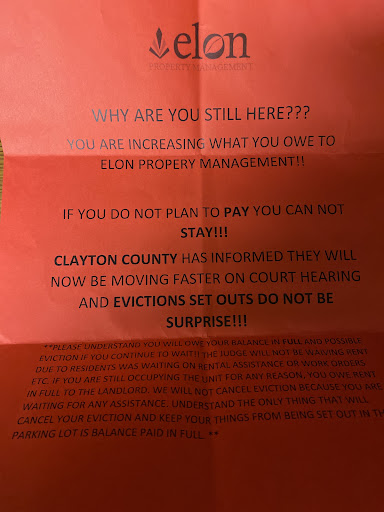 elon
PROPERTY MANAGEMENT
WHY ARE YOU STILL HERE???
YOU ARE INCREASING WHAT YOU OWE TO
ELON PROPERY MANAGEMENT!!
IF YOU DO NOT PLAN TO PAY YOU CAN NOT
STAY!!!
CLAYTON COUNTY HAS INFORMED THEY WILL
NOW BE MOVING FASTER ON COURT HEARING
AND EVICTIONS SET OUTS DO NOT BE
SURPRISE!!!
**PLEASE UNDERSTAND YOU WILL OWE YOUR BALANCE IN FULL AND POSSIBLE
EVICTION IF YOU CONTINUE TO WAIT!! THE JUDGE WILL NOT BE WAIVING RENT
DUE TO RESIDENTS WAS WAITING ON RENTAL ASSISTANCE OR WORK ORDERS
ETC. IF YOU ARE STILL OCCUPYING THE UNIT FOR ANY REASON, YOU OWE RENT
IN FULL TO THE LANDLORD. WE WILL NOT CANCEL EVICTION BECAUSE YOU ARE
WAITING FOR ANY ASSISTANCE. UNDERSTAND THE ONLY THING THAT WILL
CANCEL YOUR EVICTION AND KEEP YOUR THINGS FROM BEING SET OUT IN TH
PARKING LOT IS BALANCE PAID IN FULL. **